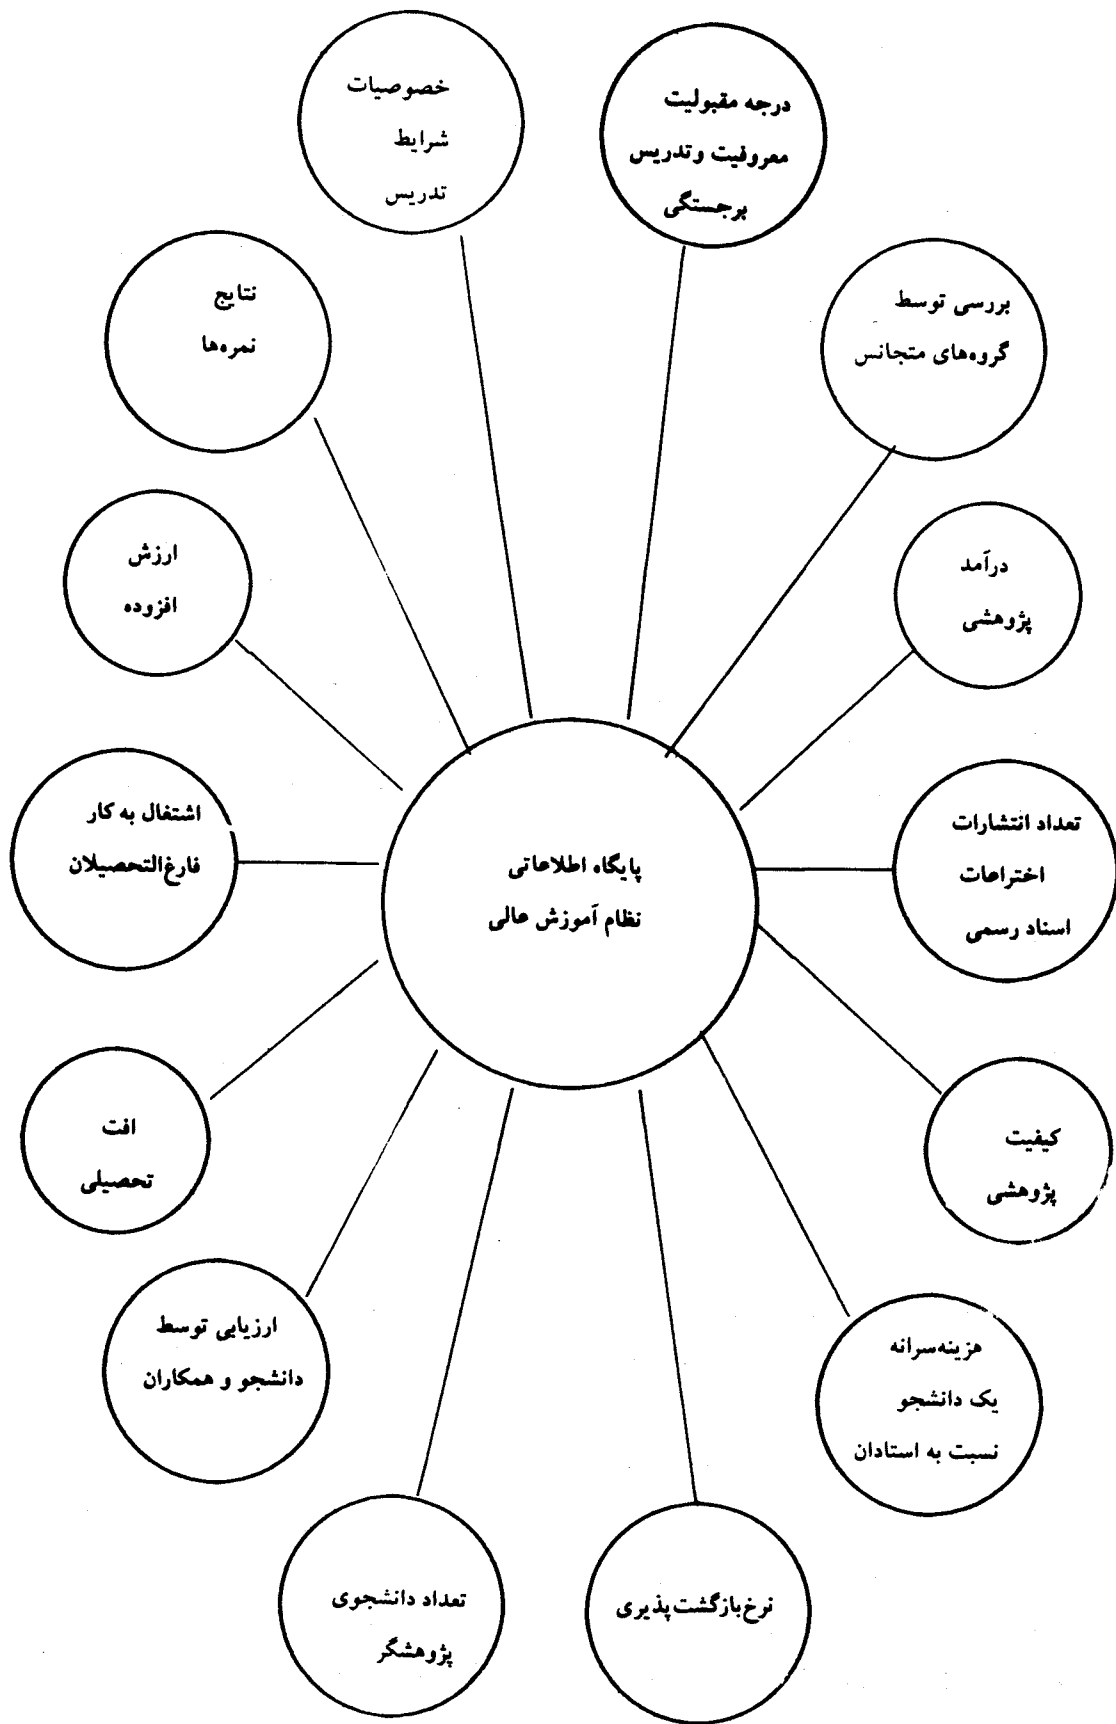 خصوصیات
شرایط
تدریس
درجه مقبولیت
معروفیت و تدریس
برجستگی
نتایج
نمره‌ها
بررسی توسط
گروه‌های متجانس
ارزش
افزوده
درآمد
پژوهشی
اشتغال به کار
فارغ‌التحصیلان
پایگاه اطلاعاتی
نظام آموزش عالی
تعداد انتشارات
اختراعات
اسناد رسمی
افت
تحصیلی
کیفیت
پژوهشی
ارزیابی توسط
دانشجو و همکاران
هزینه‌سرانه
یک دانشجو
نسبت به استادان
تعداد دانشجوی
پژوهشگر
نرخ بازگشت‌پذیری